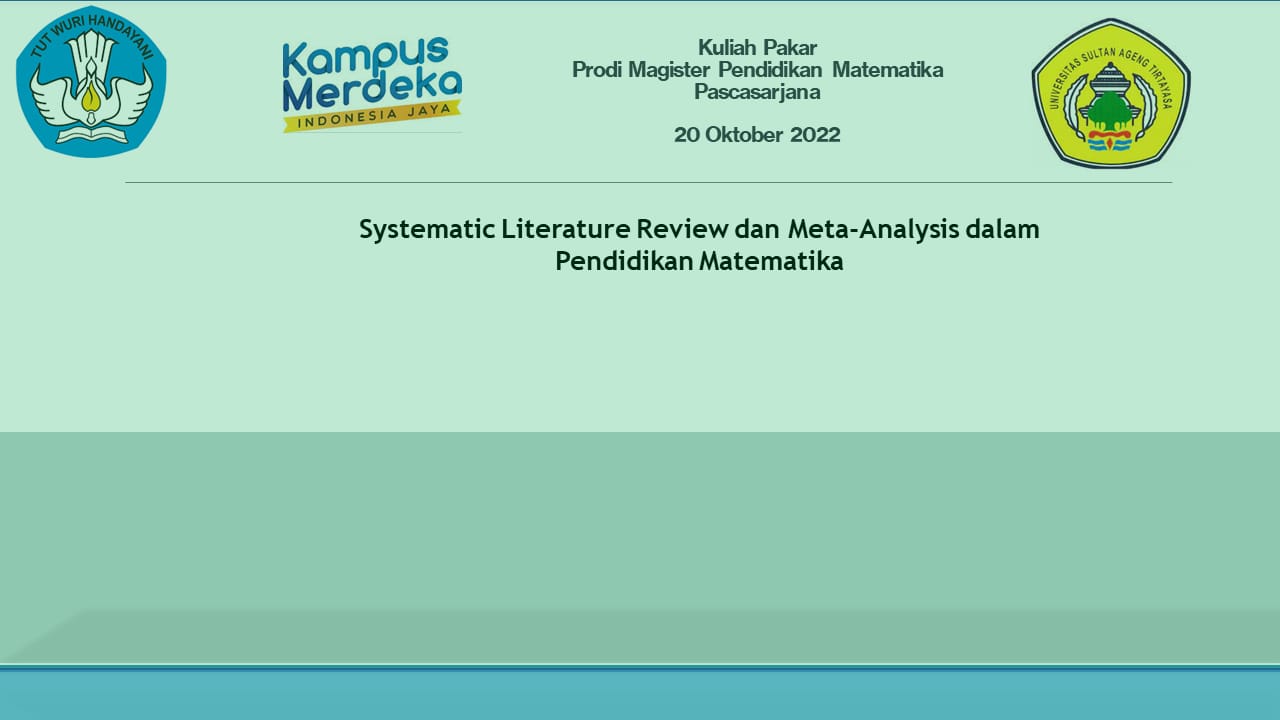 TUT WURI HANDAYANI
Kampus
Merdeka
INDONESIA JAYA
Kuliah Pakar
Prodi Magister Pendidikan Matematika
Pascasarjana
20 Oktober 2022
UNIVERSITAS SULTAN AGENG TIRTAYASA
Systematic Literature Review dan Meta-Analysis dalam
Pendidikan Matematika